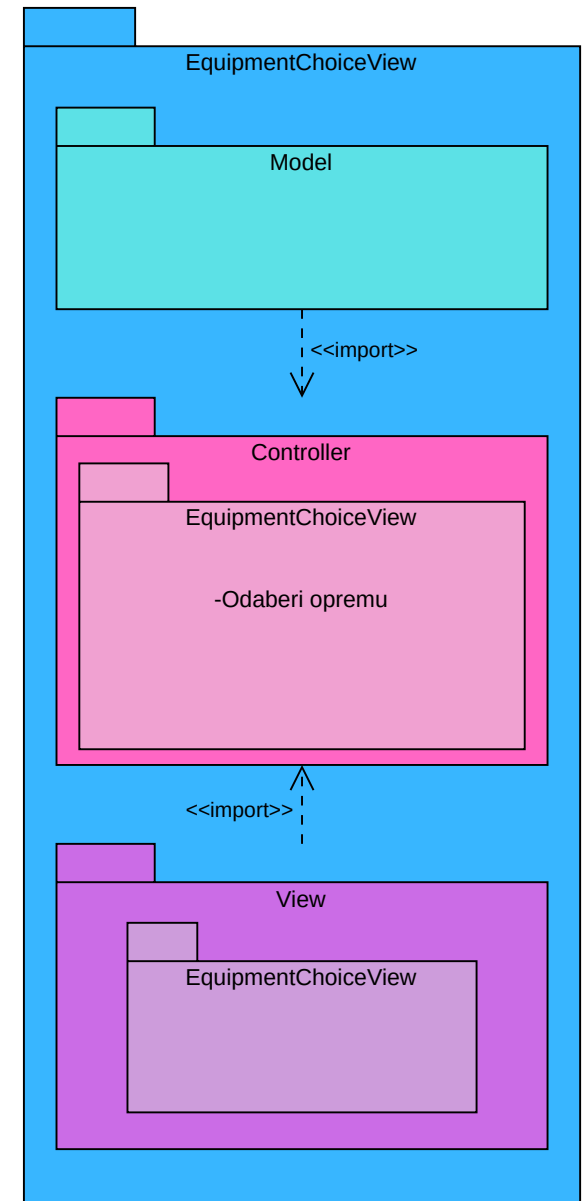 EquipmentChoiceView
Model
<<import>>
Controller
EquipmentChoiceView
-Odaberi opremu
<<import>>
View
EquipmentChoiceView